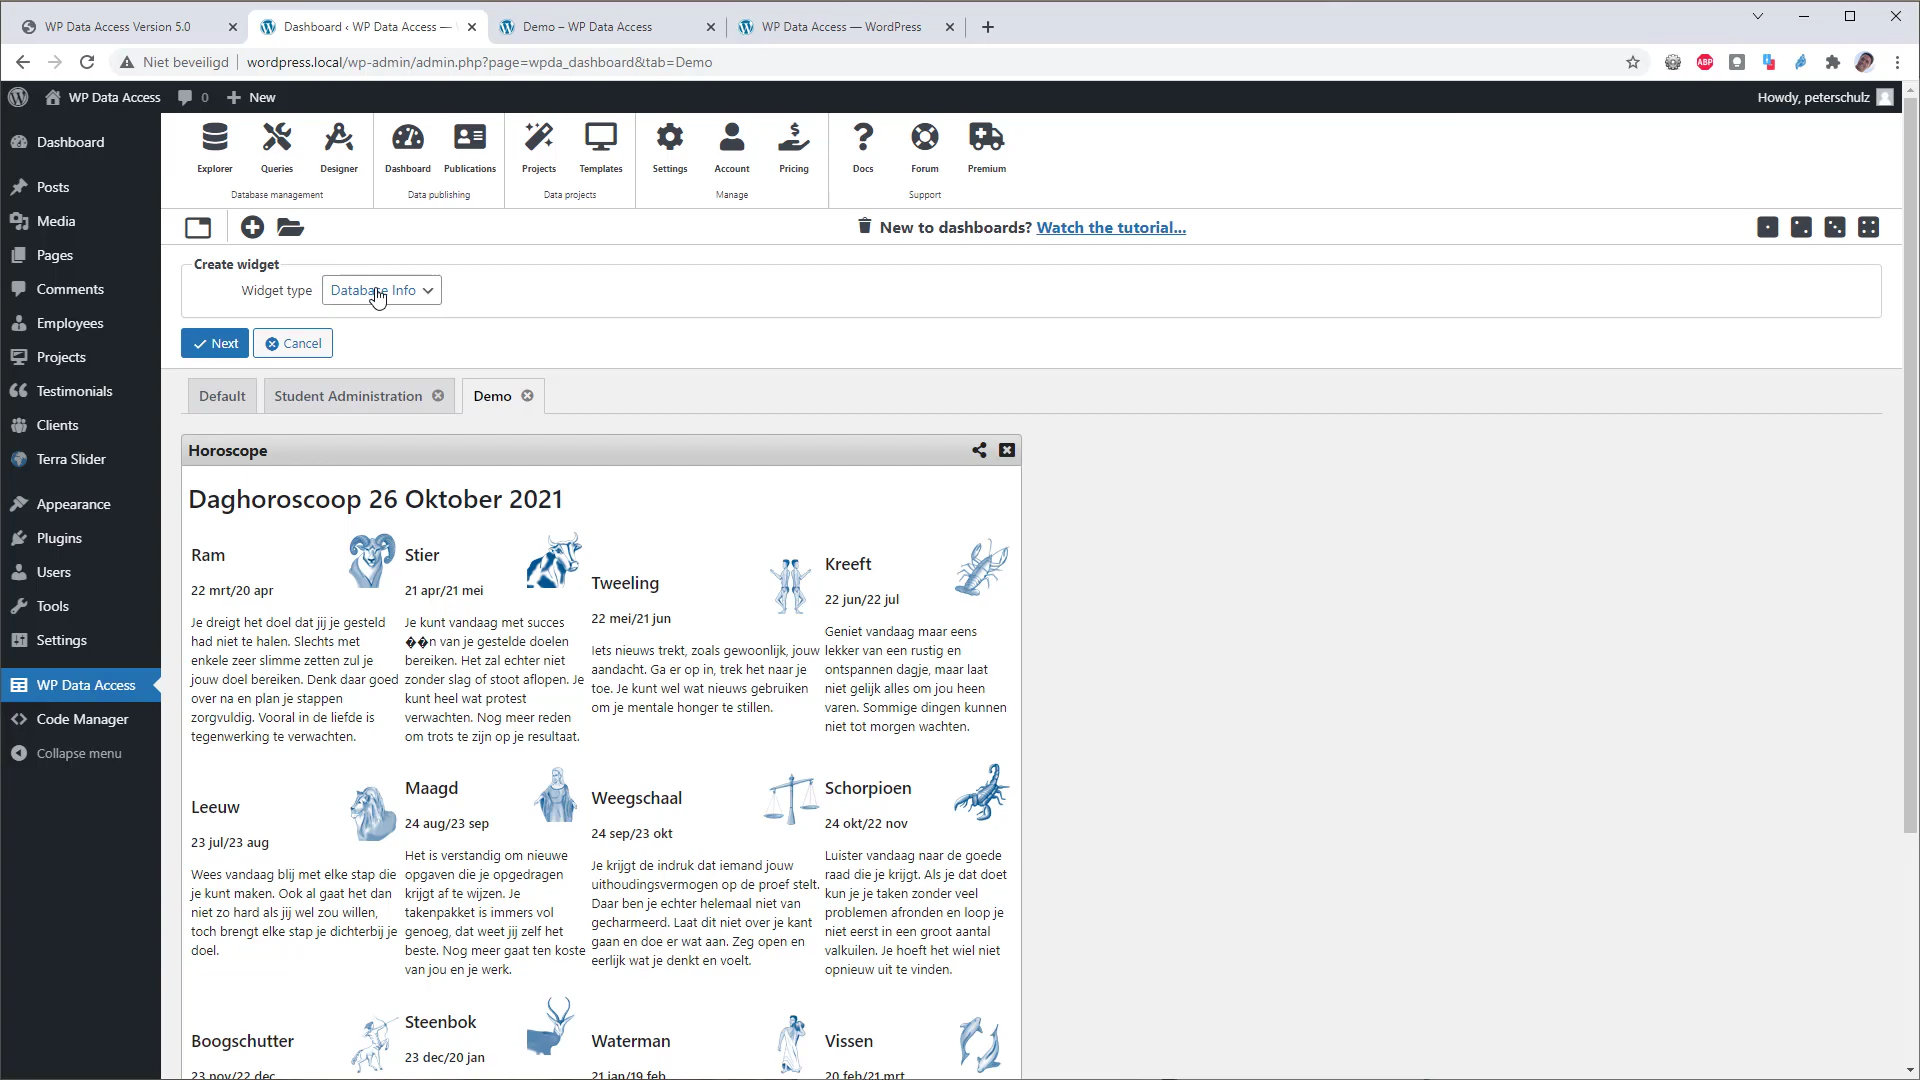 WP Data Access Version 5.0
Dashboard ‹ WP Data Access —
Demo – WP Data Access
WP Data Access — WordPress
Niet beveiligd
wordpress.local/wp-admin/admin.php?page=wpda_dashboard&tab=Demo
ABP
WP Data Access
0
New
Howdy, peterschulz
Dashboard
Posts
Media
Pages
Comments
Employees
Projects
Testimonials
Clients
Terra Slider
Appearance
Plugins
Users
Tools
Settings
WP Data Access
Code Manager
Collapse menu
Explorer
Queries
Designer
Database management
Dashboard
Publications
Data publishing
Projects
Templates
Data projects
Settings
Account
Pricing
Manage
Docs
Forum
Premium
Support
New to dashboards? Watch the tutorial...
Create widget
Widget type
Database Info
Next
Cancel
Default
Student Administration
Demo
Horoscope
Daghoroscoop 26 Oktober 2021
Ram
22 mrt/20 apr
Je dreigt het doel dat jij je gesteld
had niet te halen. Slechts met
enkele zeer slimme zetten zul je
jouw doel bereiken. Denk daar goed
over na en plan je stappen
zorgvuldig. Vooral in de liefde is
tegenwerking te verwachten.
Stier
21 apr/21 mei
Je kunt vandaag met succes
��n van je gestelde doelen
bereiken. Het zal echter niet
zonder slag of stoot aflopen. Je
kunt heel wat protest
verwachten. Nog meer reden
om trots te zijn op je resultaat.
Tweeling
22 mei/21 jun
Iets nieuws trekt, zoals gewoonlijk, jouw
aandacht. Ga er op in, trek het naar je
toe. Je kunt wel wat nieuws gebruiken
om je mentale honger te stillen.
Kreeft
22 jun/22 jul
Geniet vandaag maar eens
lekker van een rustig en
ontspannen dagje, maar laat
niet gelijk alles om jou heen
varen. Sommige dingen kunnen
niet tot morgen wachten.
Leeuw
23 jul/23 aug
Wees vandaag blij met elke stap die
je kunt maken. Ook al gaat het dan
niet zo hard als jij wel zou willen,
toch brengt elke stap je dichterbij je
doel.
Maagd
24 aug/23 sep
Het is verstandig om nieuwe
opgaven die je opgedragen
krijgt af te wijzen. Je
takenpakket is immers vol
genoeg, dat weet jij zelf het
beste. Nog meer gaat ten koste
van jou en je werk.
Weegschaal
24 sep/23 okt
Je krijgt de indruk dat iemand jouw
uithoudingsvermogen op de proef stelt.
Daar ben je echter helemaal niet van
gecharmeerd. Laat dit niet over je kant
gaan en doe er wat aan. Zeg open en
eerlijk wat je denkt en voelt.
Schorpioen
24 okt/22 nov
Luister vandaag naar de goede
raad die je krijgt. Als je dat doet
kun je je taken zonder veel
problemen afronden en loop je
niet eerst in een groot aantal
valkuilen. Je hoeft het wiel niet
opnieuw uit te vinden.
Boogschutter
23 nov/22 dec
Steenbok
23 dec/20 jan
Waterman
21 jan/19 feb
Vissen
20 feb/21 mrt